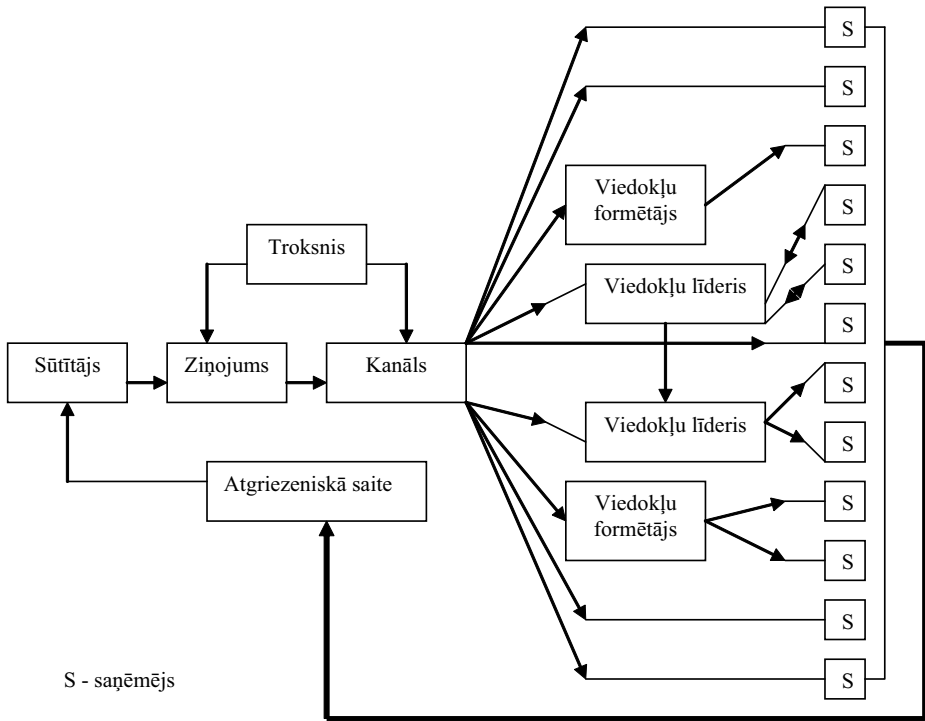 S
S
S
Viedokļu
formētājs
S
Troksnis
S
Viedokļu līderis
S
Sūtītājs
Ziņojums
Kanāls
S
Viedokļu līderis
S
Atgriezeniskā saite
Viedokļu
formētājs
S
S
S
S
S - saņēmējs